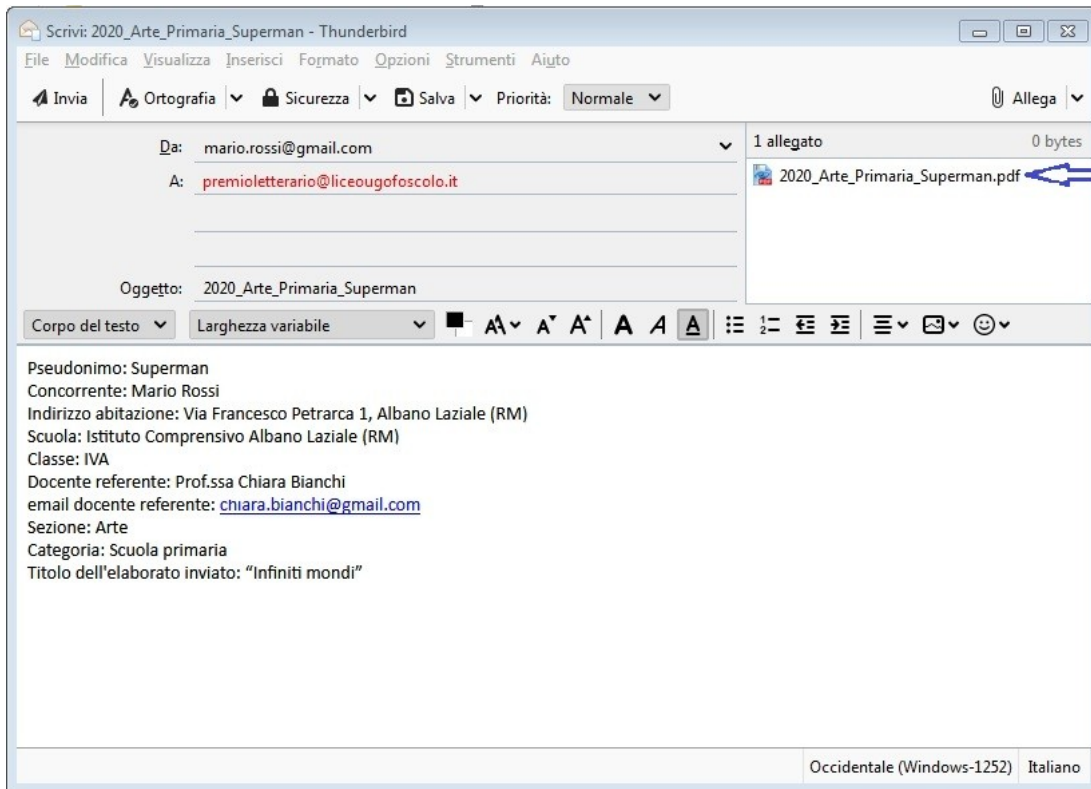 Scrivi: 2020_Arte_Primaria_Superman - Thunderbird
File Modifica Visualizza Inserisci Formato Opzioni Strumenti Aiuto
Invia Ortografia Sicurezza Salva Priorità: Normale Allega
Da: mario.rossi@gmail.com
A: premioletterario@liceougofoscolo.it
Oggetto: 2020_Arte_Primaria_Superman
1 allegato 0 bytes
2020_Arte_Primaria_Superman.pdf
Corpo del testo Larghezza variabile
Pseudonimo: Superman
Concorrente: Mario Rossi
Indirizzo abitazione: Via Francesco Petrarca 1, Albano Laziale (RM)
Scuola: Istituto Comprensivo Albano Laziale (RM)
Classe: IVA
Docente referente: Prof.ssa Chiara Bianchi
email docente referente: chiara.bianchi@gmail.com
Sezione: Arte
Categoria: Scuola primaria
Titolo dell'elaborato inviato: “Infiniti mondi”
Occidentale (Windows-1252) Italiano